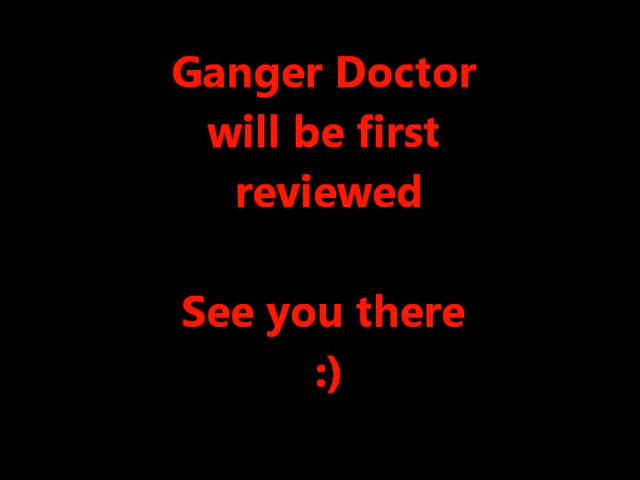 Ganger Doctor
will be first
reviewed
See you there
:)